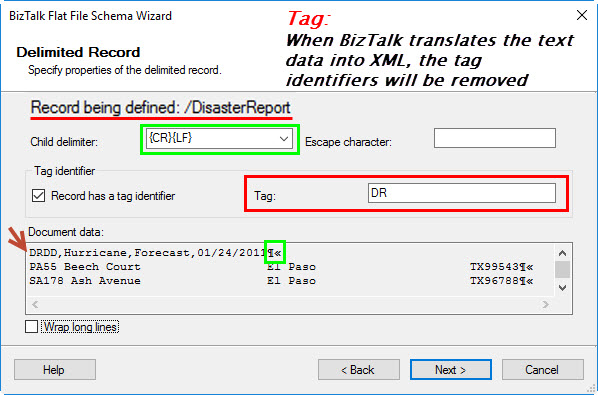 BizTalk Flat File Schema Wizard
Tag:
When BizTalk translates the text
data into XML, the tag
identifiers will be removed
Delimited Record
Specify properties of the delimited record.
Record being defined: /DisasterReport
Child delimiter: {CR}{LF} Escape character:
Tag identifier
Record has a tag identifier Tag: DR
Document data:
DRDD,Hurricane,Forecast,01/24/2011¶«
PA55 Beech Court El Paso TX99543¶«
SA178 Ash Avenue El Paso TX96788¶«
Wrap long lines
Help < Back Next > Cancel